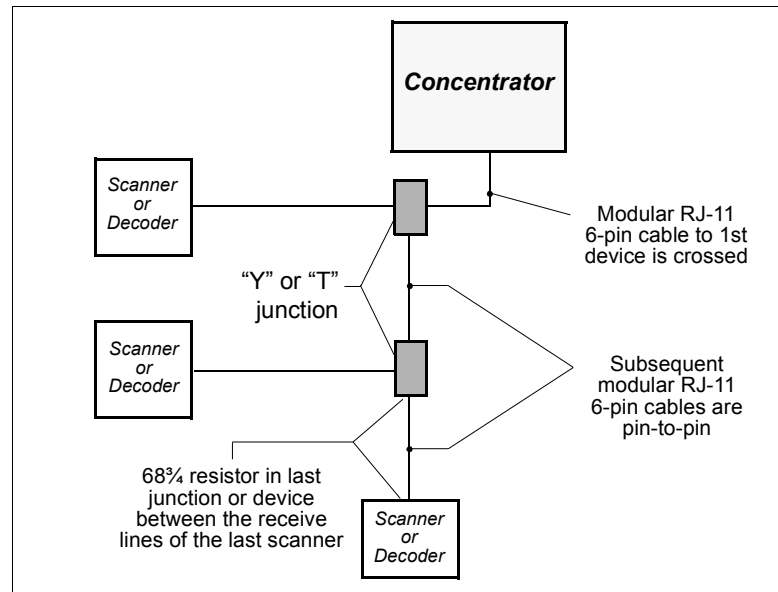 Concentrator
Scanner
or
Decoder
Modular RJ-11
6-pin cable to 1st
device is crossed
“Y” or “T”
junction
Scanner
or
Decoder
Subsequent
modular RJ-11
6-pin cables are
pin-to-pin
68¾ resistor in last
junction or device
between the receive
lines of the last scanner
Scanner
or
Decoder